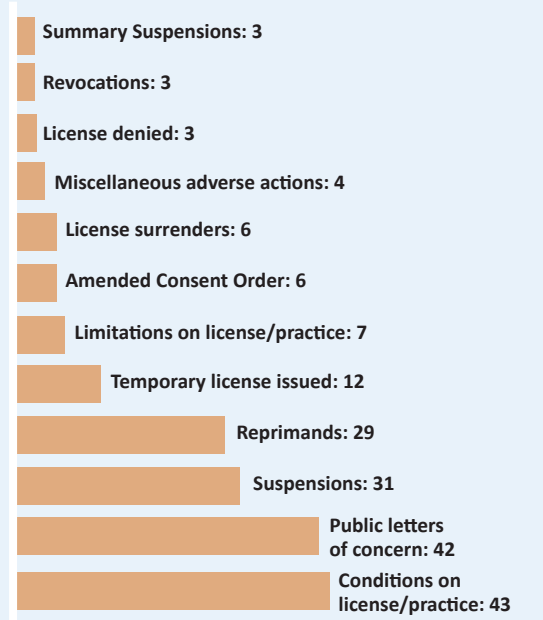 Summary Suspensions: 3
Revocations: 3
License denied: 3
Miscellaneous adverse actions: 4
License surrenders: 6
Amended Consent Order: 6
Limitations on license/practice: 7
Temporary license issued: 12
Reprimands: 29
Suspensions: 31
Public letters
of concern: 42
Conditions on
license/practice: 43